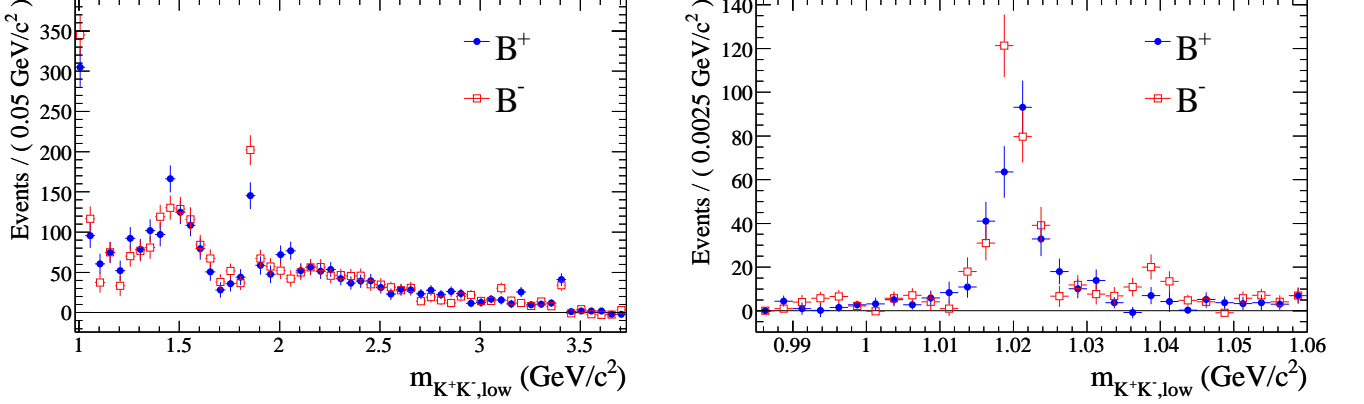 Events / ( 0.05 GeV/c² )
350
300
250
200
150
100
50
0
B⁺
B⁻
1 1.5 2 2.5 3 3.5
m_K⁺K⁻,low (GeV/c²)
Events / ( 0.0025 GeV/c² )
140
120
100
80
60
40
20
0
B⁺
B⁻
0.99 1 1.01 1.02 1.03 1.04 1.05 1.06
m_K⁺K⁻,low (GeV/c²)